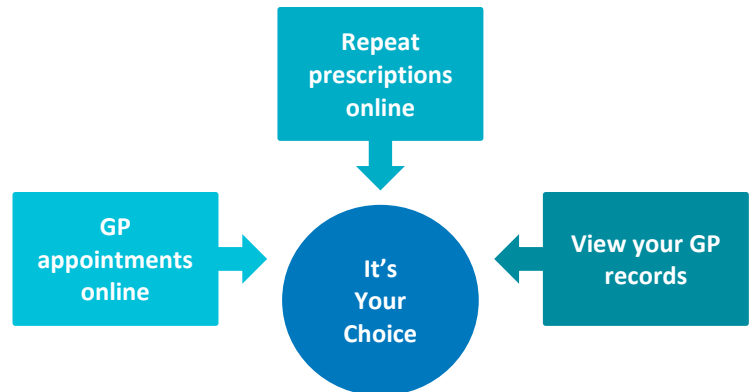 Repeat
prescriptions
online
GP
appointments
online
It’s
Your
Choice
View your GP
records